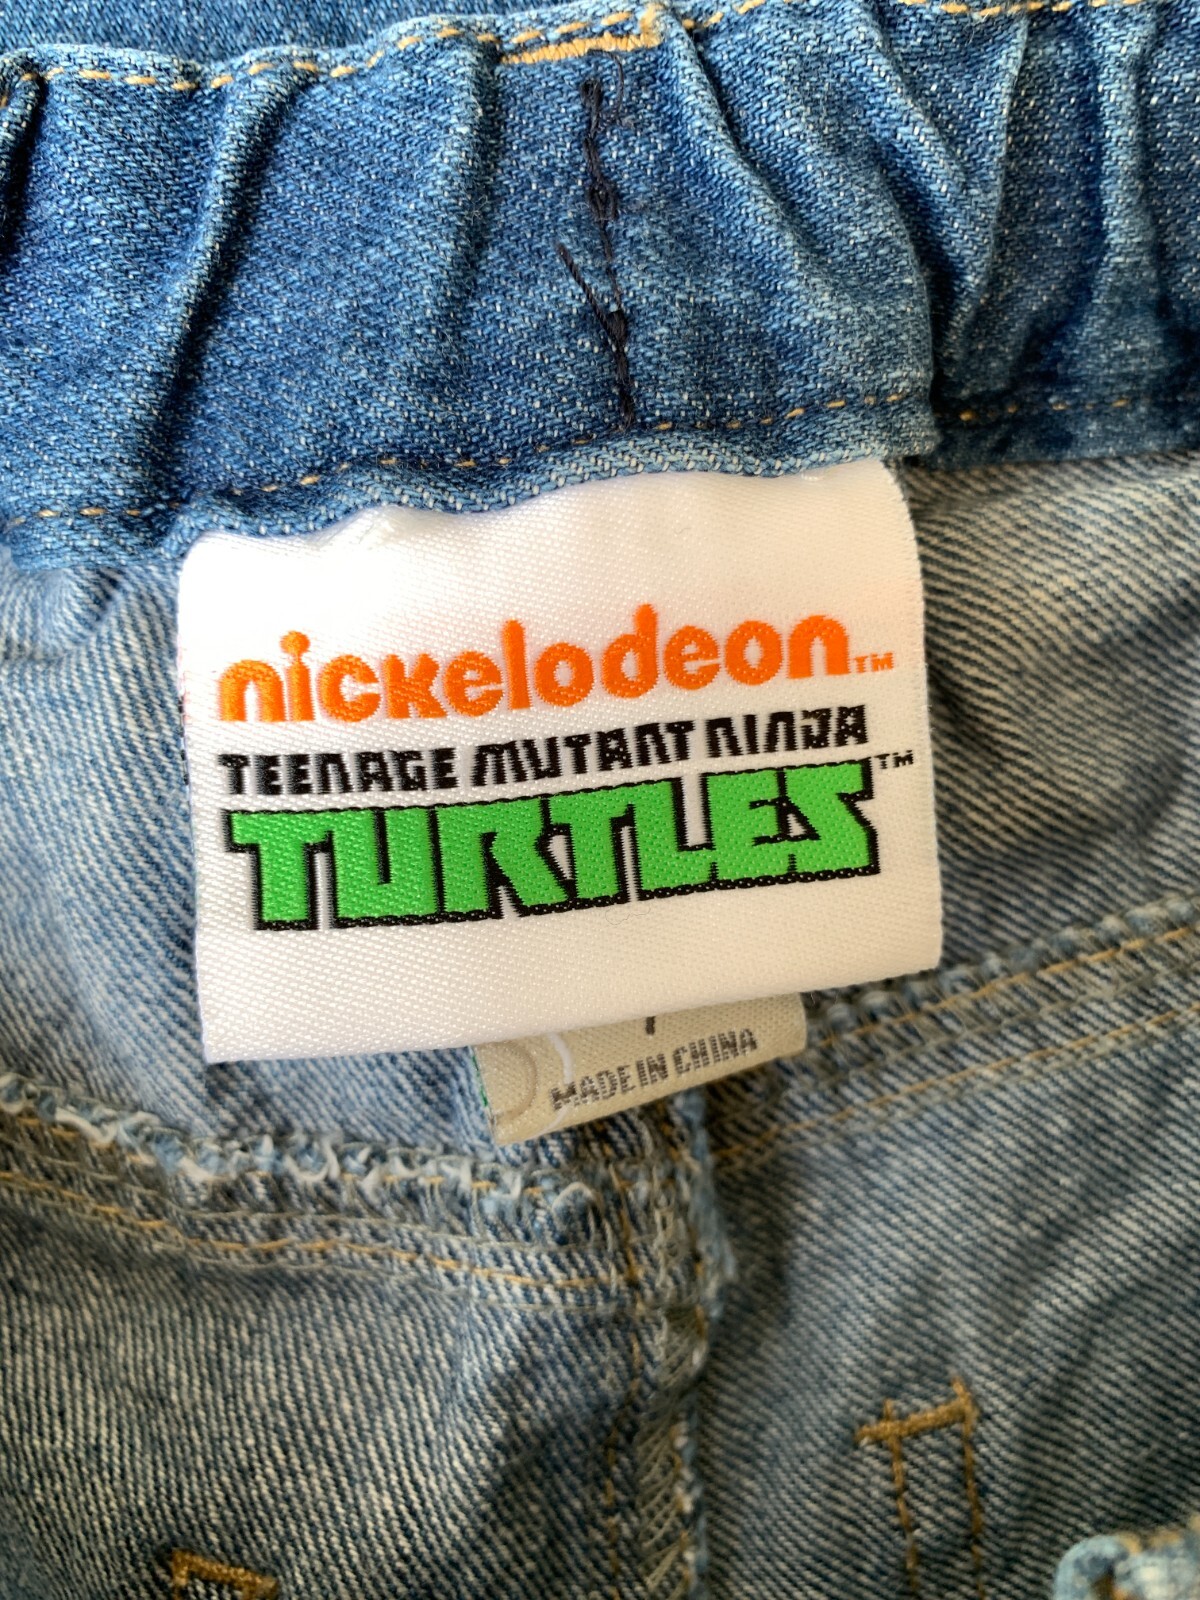 nickelodeon™
TEENAGE MUTANT NINJA
TURTLES™
MADE IN CHINA